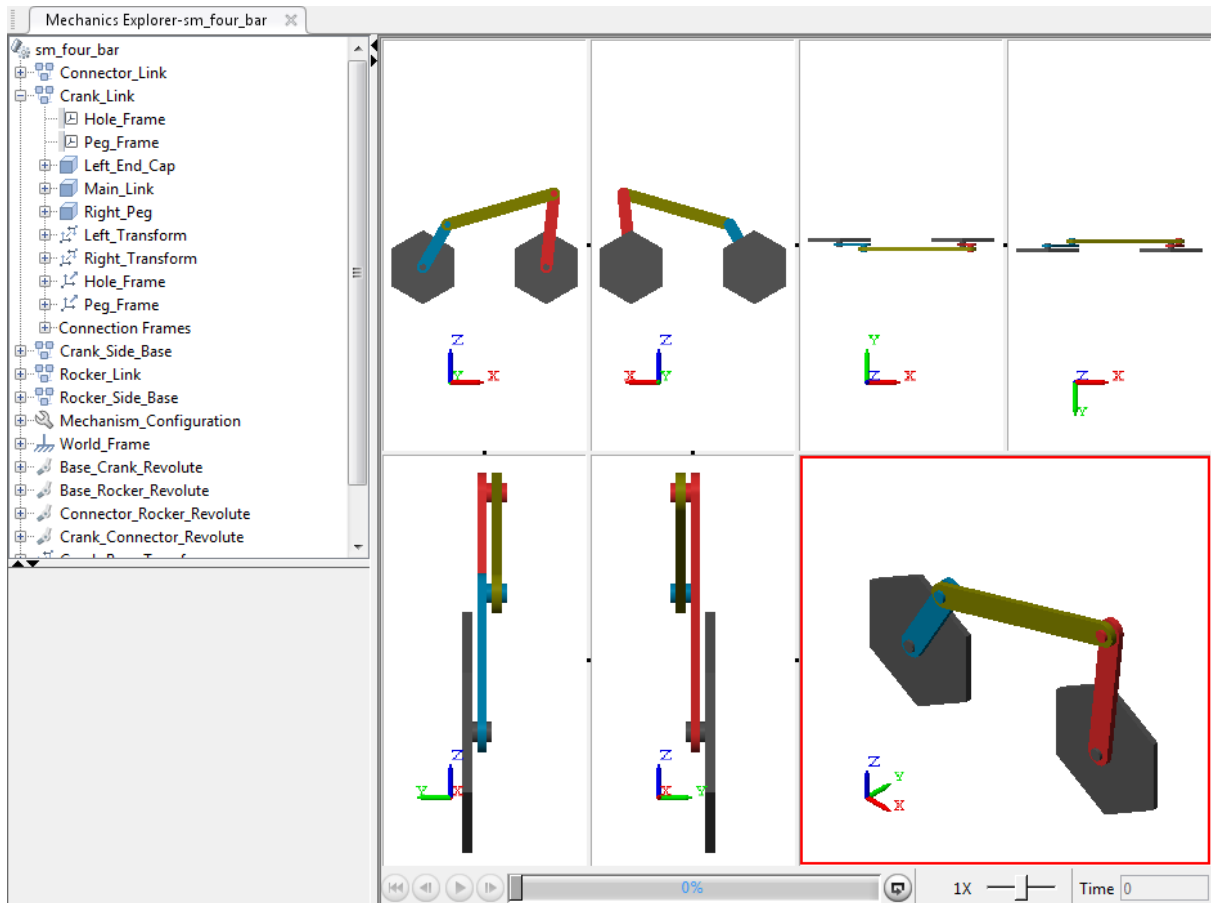 Mechanics Explorer-sm_four_bar
sm_four_bar
Connector_Link
Crank_Link
Hole_Frame
Peg_Frame
Left_End_Cap
Main_Link
Right_Peg
Left_Transform
Right_Transform
Hole_Frame
Peg_Frame
Connection Frames
Crank_Side_Base
Rocker_Link
Rocker_Side_Base
Mechanism_Configuration
World_Frame
Base_Crank_Revolute
Base_Rocker_Revolute
Connector_Rocker_Revolute
Crank_Connector_Revolute
Z
Y X
Z
X Y
Y
Z X
Z X
Y
Z
Y X
Z
X Y
Z
Y
X
0%
1X
Time 0